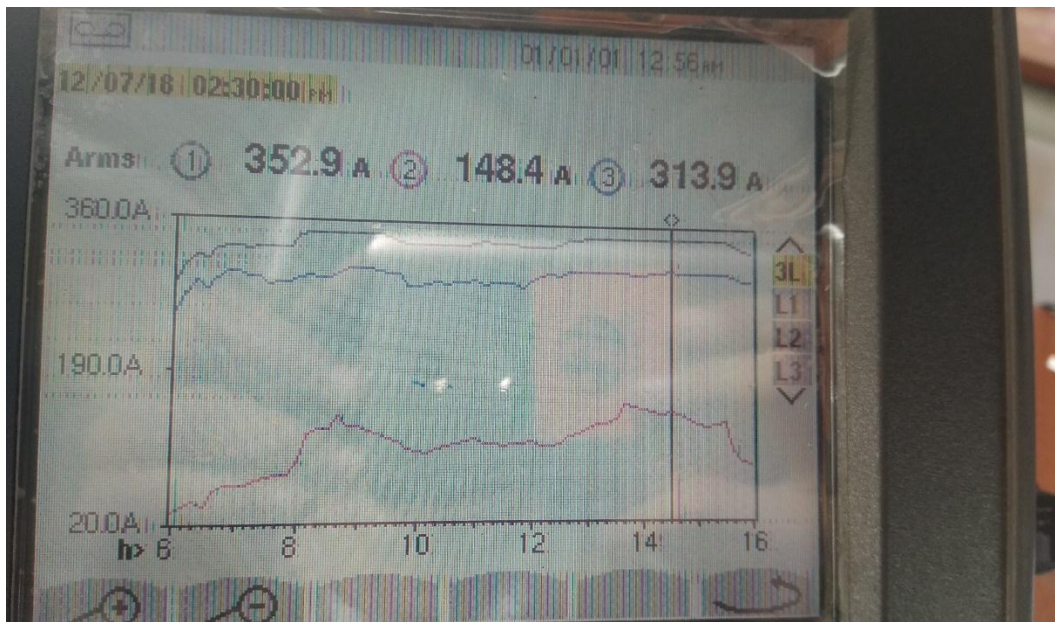 01/01/01 12:56AM
12/07/18 02:30:00 PM
Arms 1 352.9 A 2 148.4 A 3 313.9 A
360.0A
3L
L1
L2
190.0A
L3
20.0A
h> 6 8 10 12 14 16